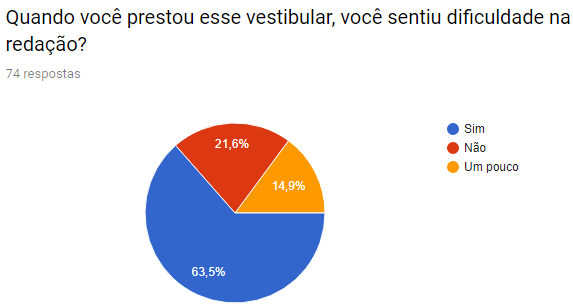 Quando você prestou esse vestibular, você sentiu dificuldade na
redação?
74 respostas
Sim
Não
Um pouco
21,6%
14,9%
63,5%